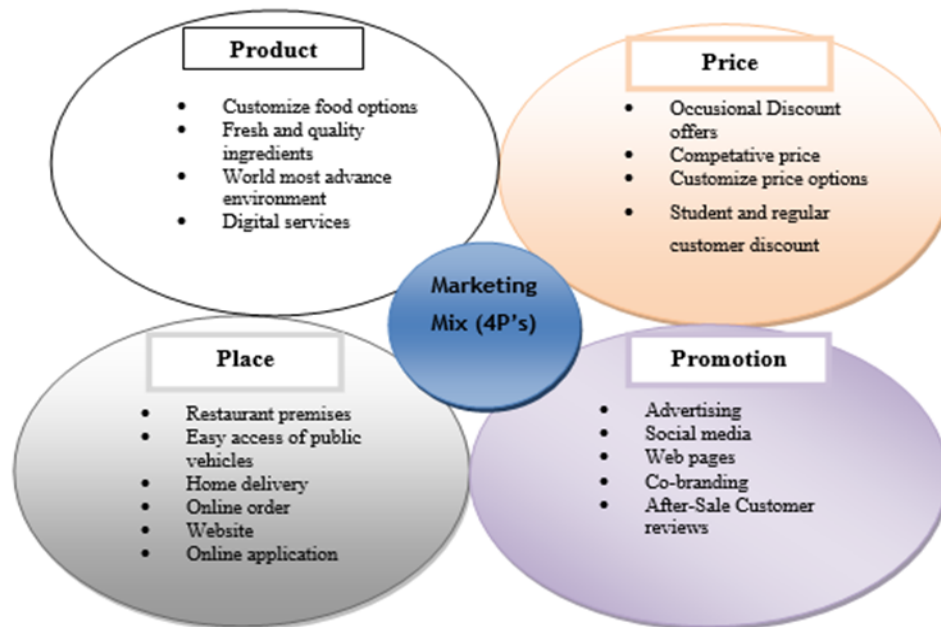 Product
• Customize food options
• Fresh and quality
ingredients
• World most advance
environment
• Digital services
Price
• Occusional Discount
offers
• Competative price
• Customize price options
• Student and regular
customer discount
Marketing
Mix (4P's)
Place
• Restaurant premises
• Easy access of public
vehicles
• Home delivery
• Online order
• Website
• Online application
Promotion
• Advertising
• Social media
• Web pages
• Co-branding
• After-Sale Customer
reviews